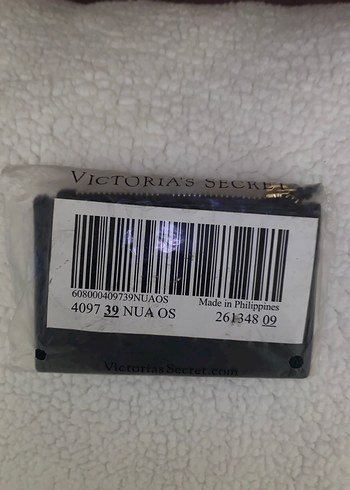 VICTORIA'S SECRET
608000409739NUAOS
Made in Philippines
4097 39 NUA OS
261348 09
VictoriasSecret.com